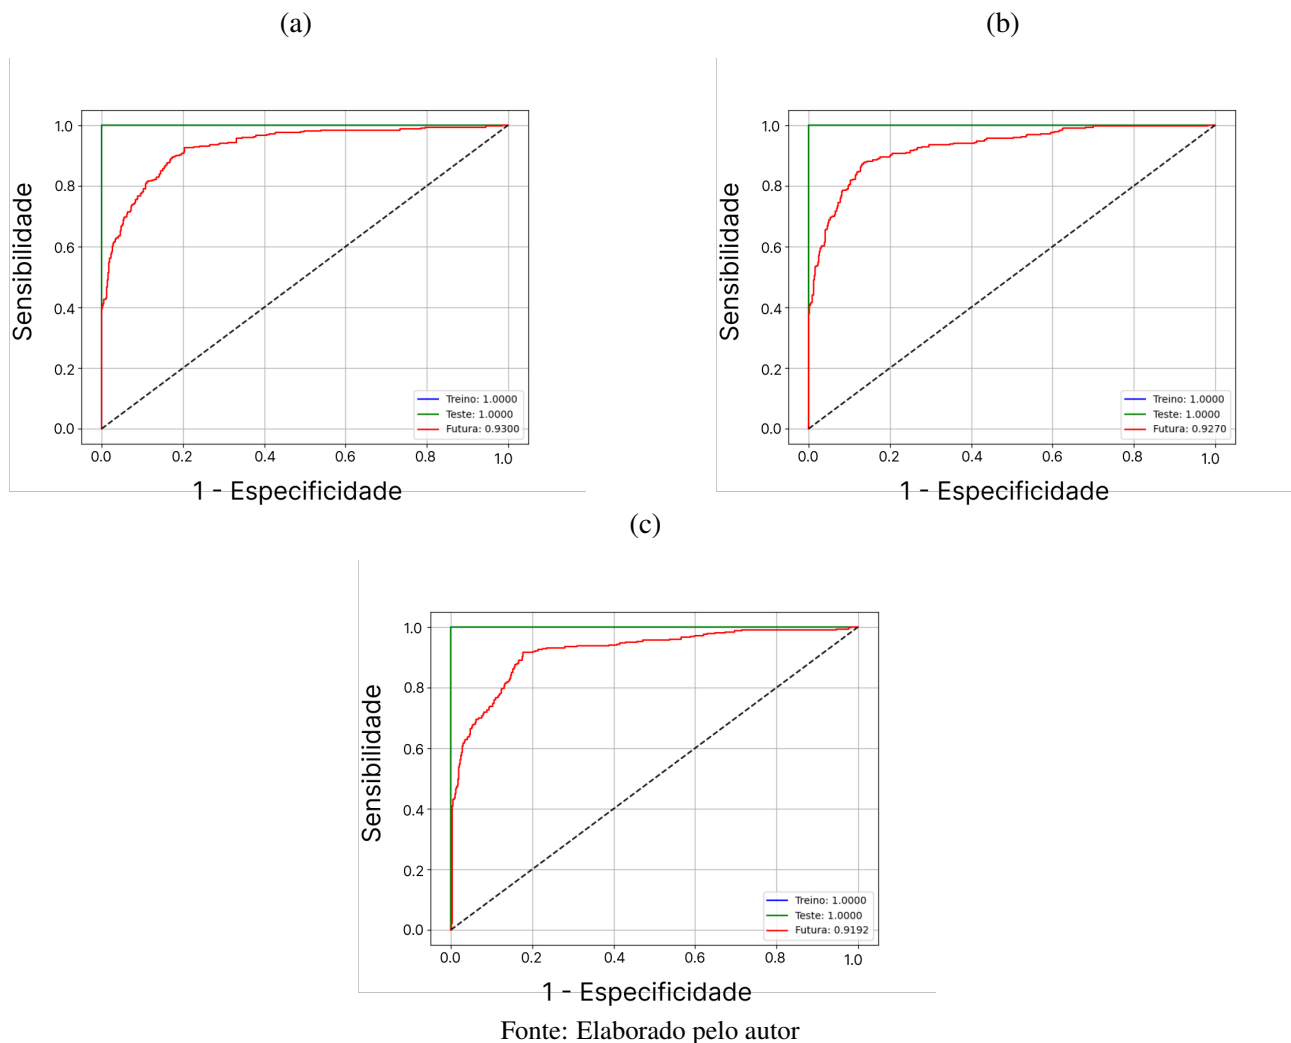 (a)
Sensibilidade
1.0
0.8
0.6
0.4
0.2
0.0
Treino: 1.0000
Teste: 1.0000
Futura: 0.9300
0.0 0.2 0.4 0.6 0.8 1.0
1 - Especificidade
(b)
Sensibilidade
1.0
0.8
0.6
0.4
0.2
0.0
Treino: 1.0000
Teste: 1.0000
Futura: 0.9270
0.0 0.2 0.4 0.6 0.8 1.0
1 - Especificidade
(c)
Sensibilidade
1.0
0.8
0.6
0.4
0.2
0.0
Treino: 1.0000
Teste: 1.0000
Futura: 0.9192
0.0 0.2 0.4 0.6 0.8 1.0
1 - Especificidade
Fonte: Elaborado pelo autor